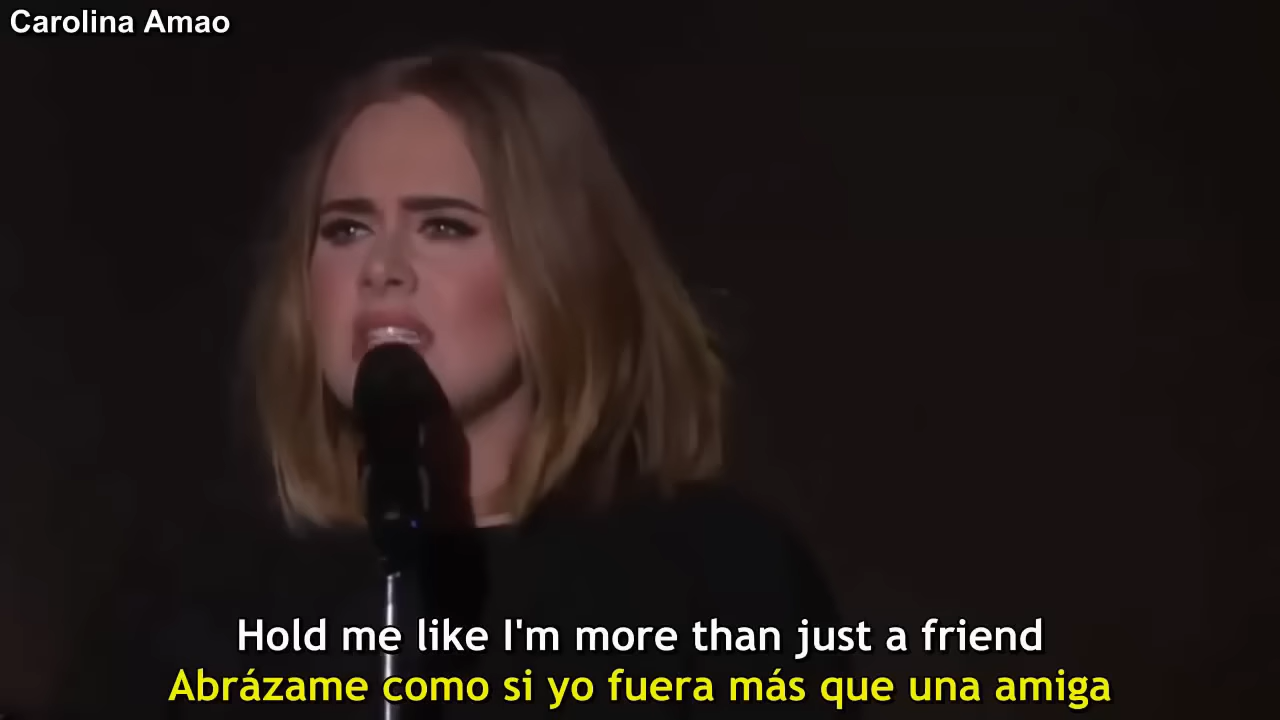 Carolina Amao
Hold me like I'm more than just a friend
Abrázame como si yo fuera más que una amiga